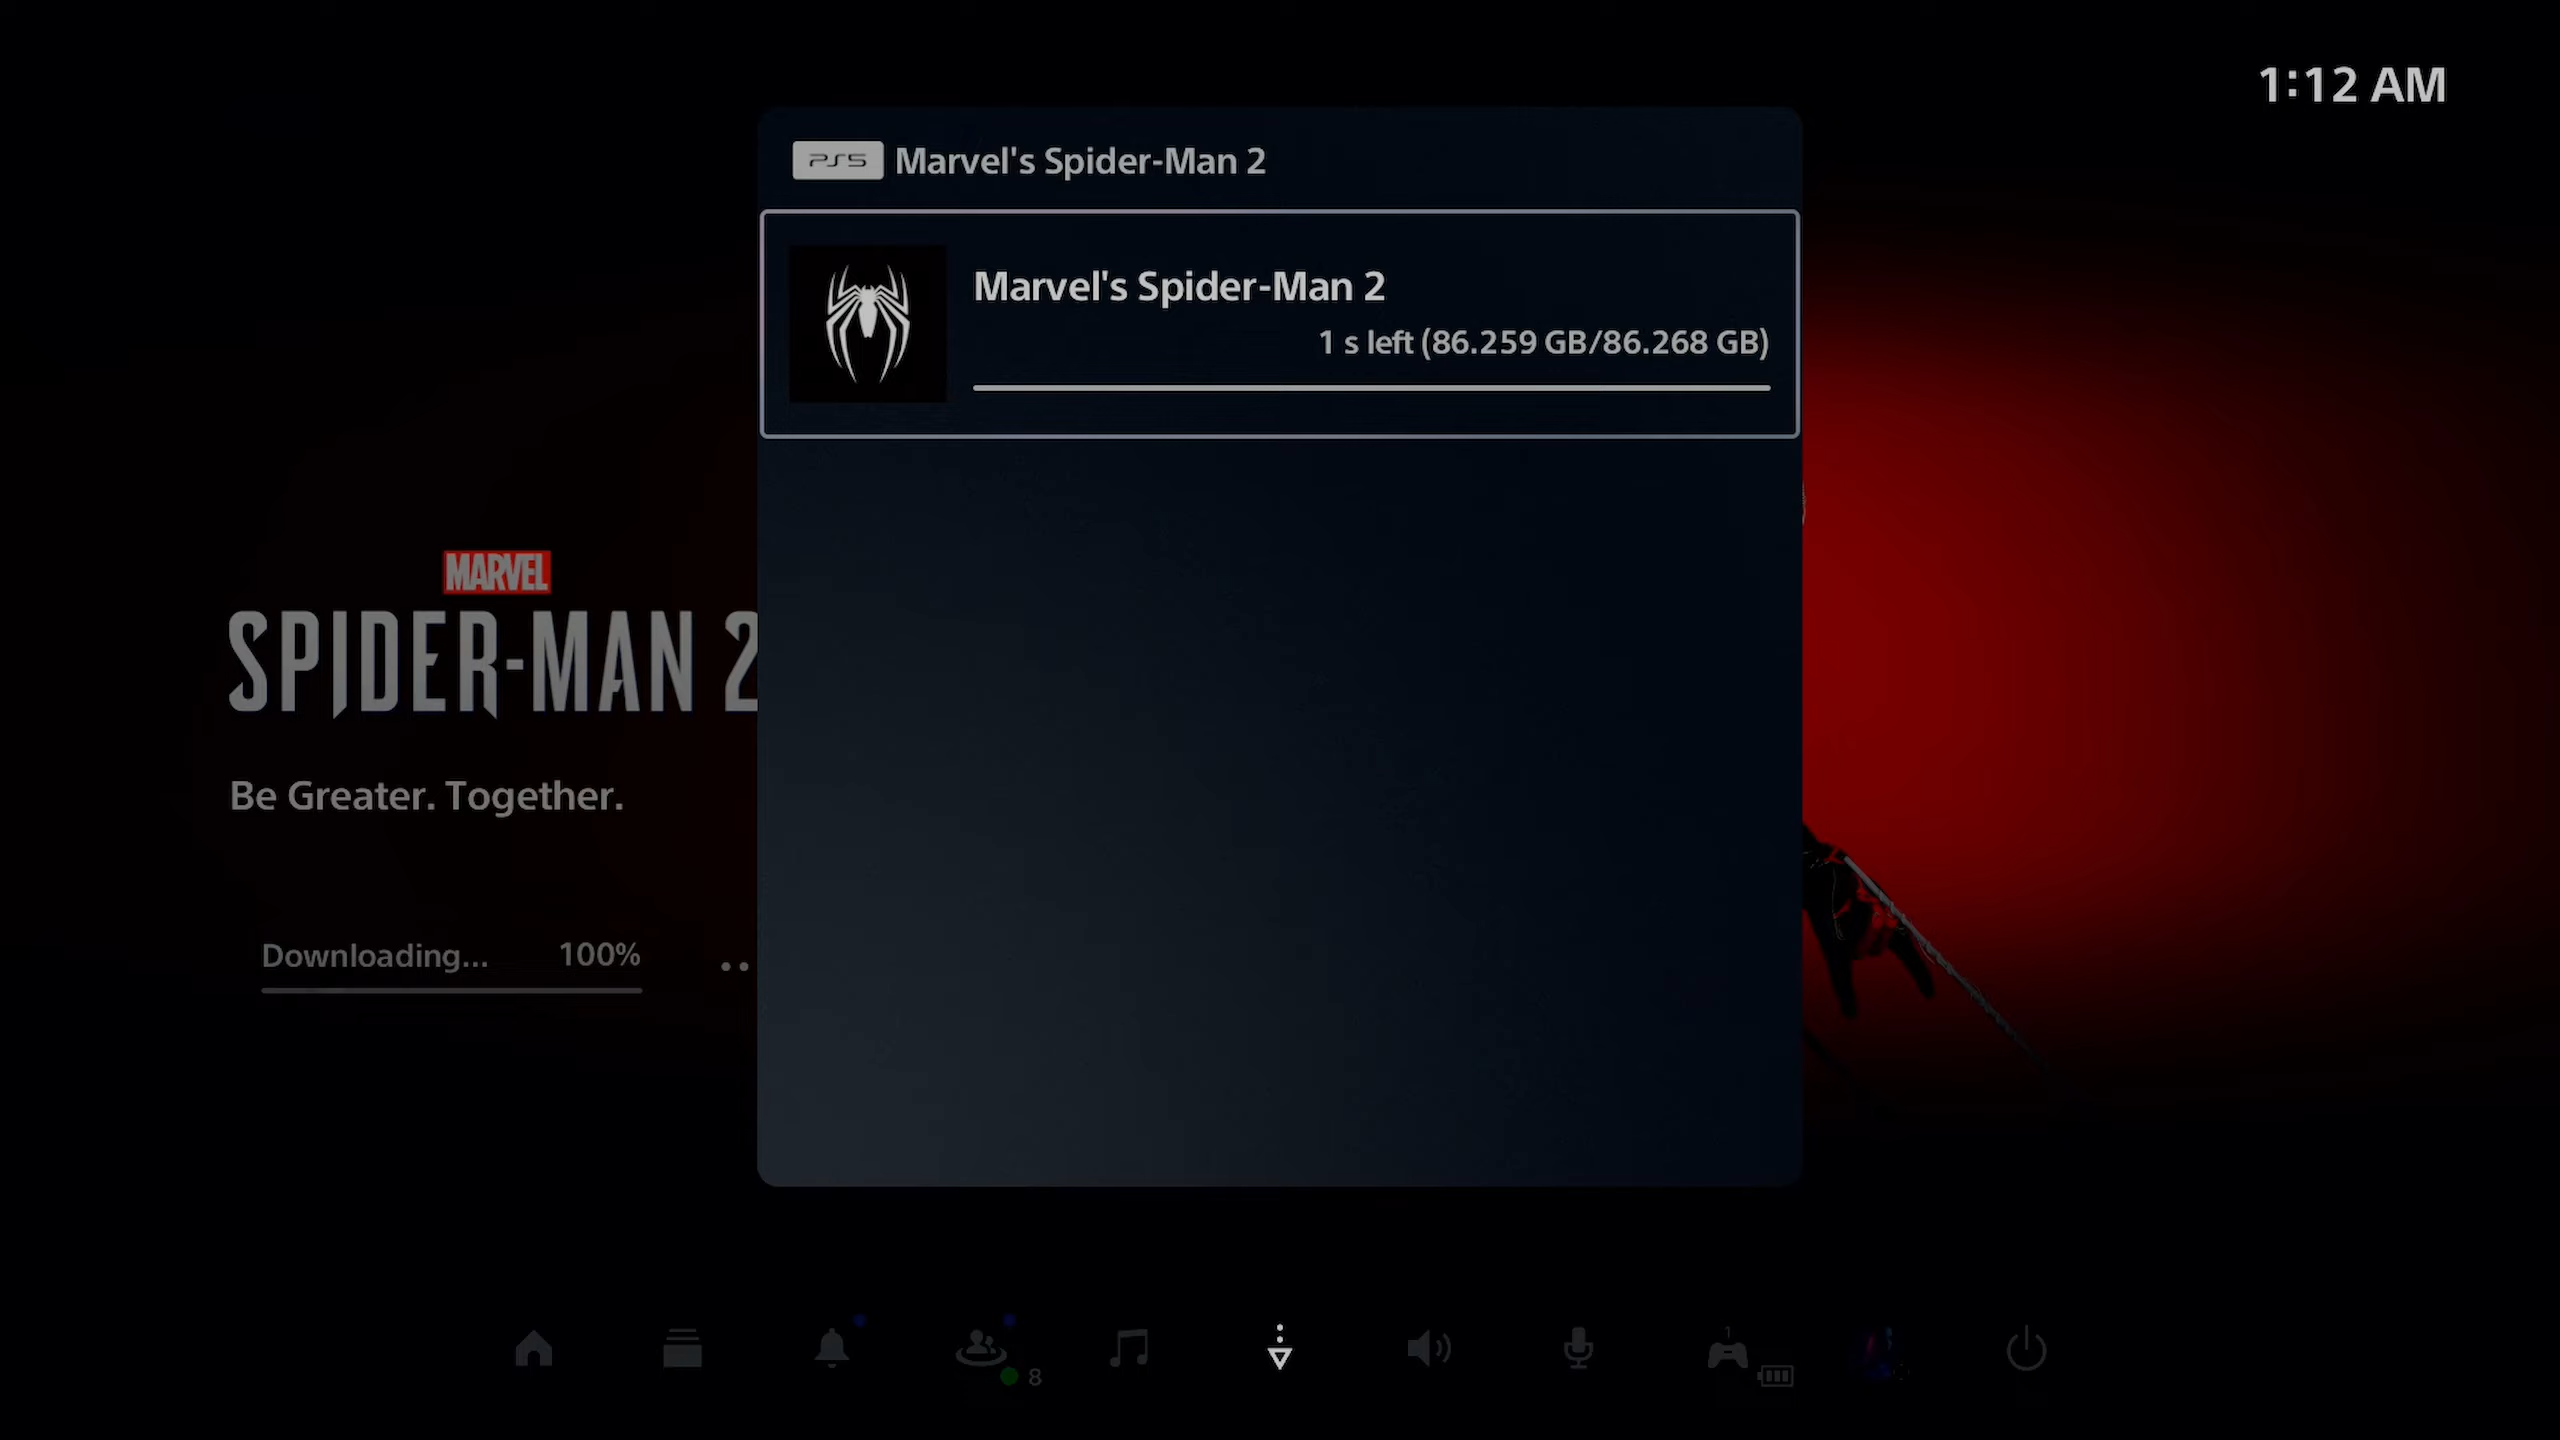 1:12 AM
PS5 Marvel's Spider-Man 2
Marvel's Spider-Man 2
1 s left (86.259 GB/86.268 GB)
MARVEL
SPIDER-MAN 2
Be Greater. Together.
Downloading... 100%
1
8